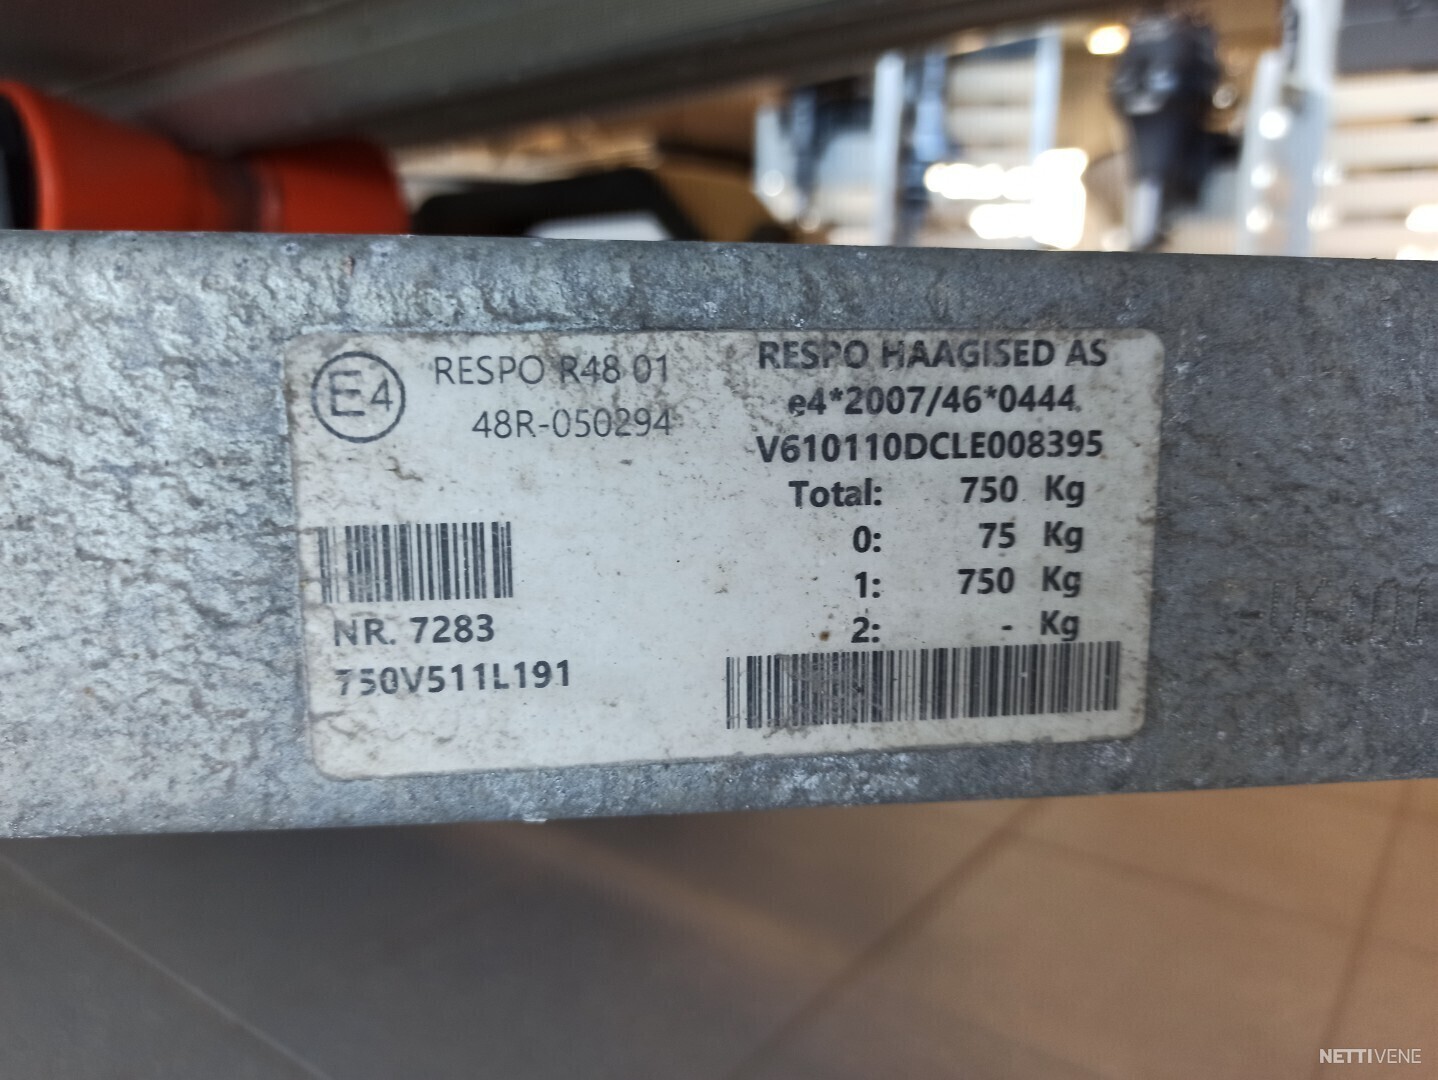 E4
RESPO R48 01
48R-050294
NR. 7283
750V511L191
RESPO HAAGISED AS
e4*2007/46*0444
V610110DCLE008395
Total: 750 Kg
0: 75 Kg
1: 750 Kg
2: - Kg
NETTIVENE